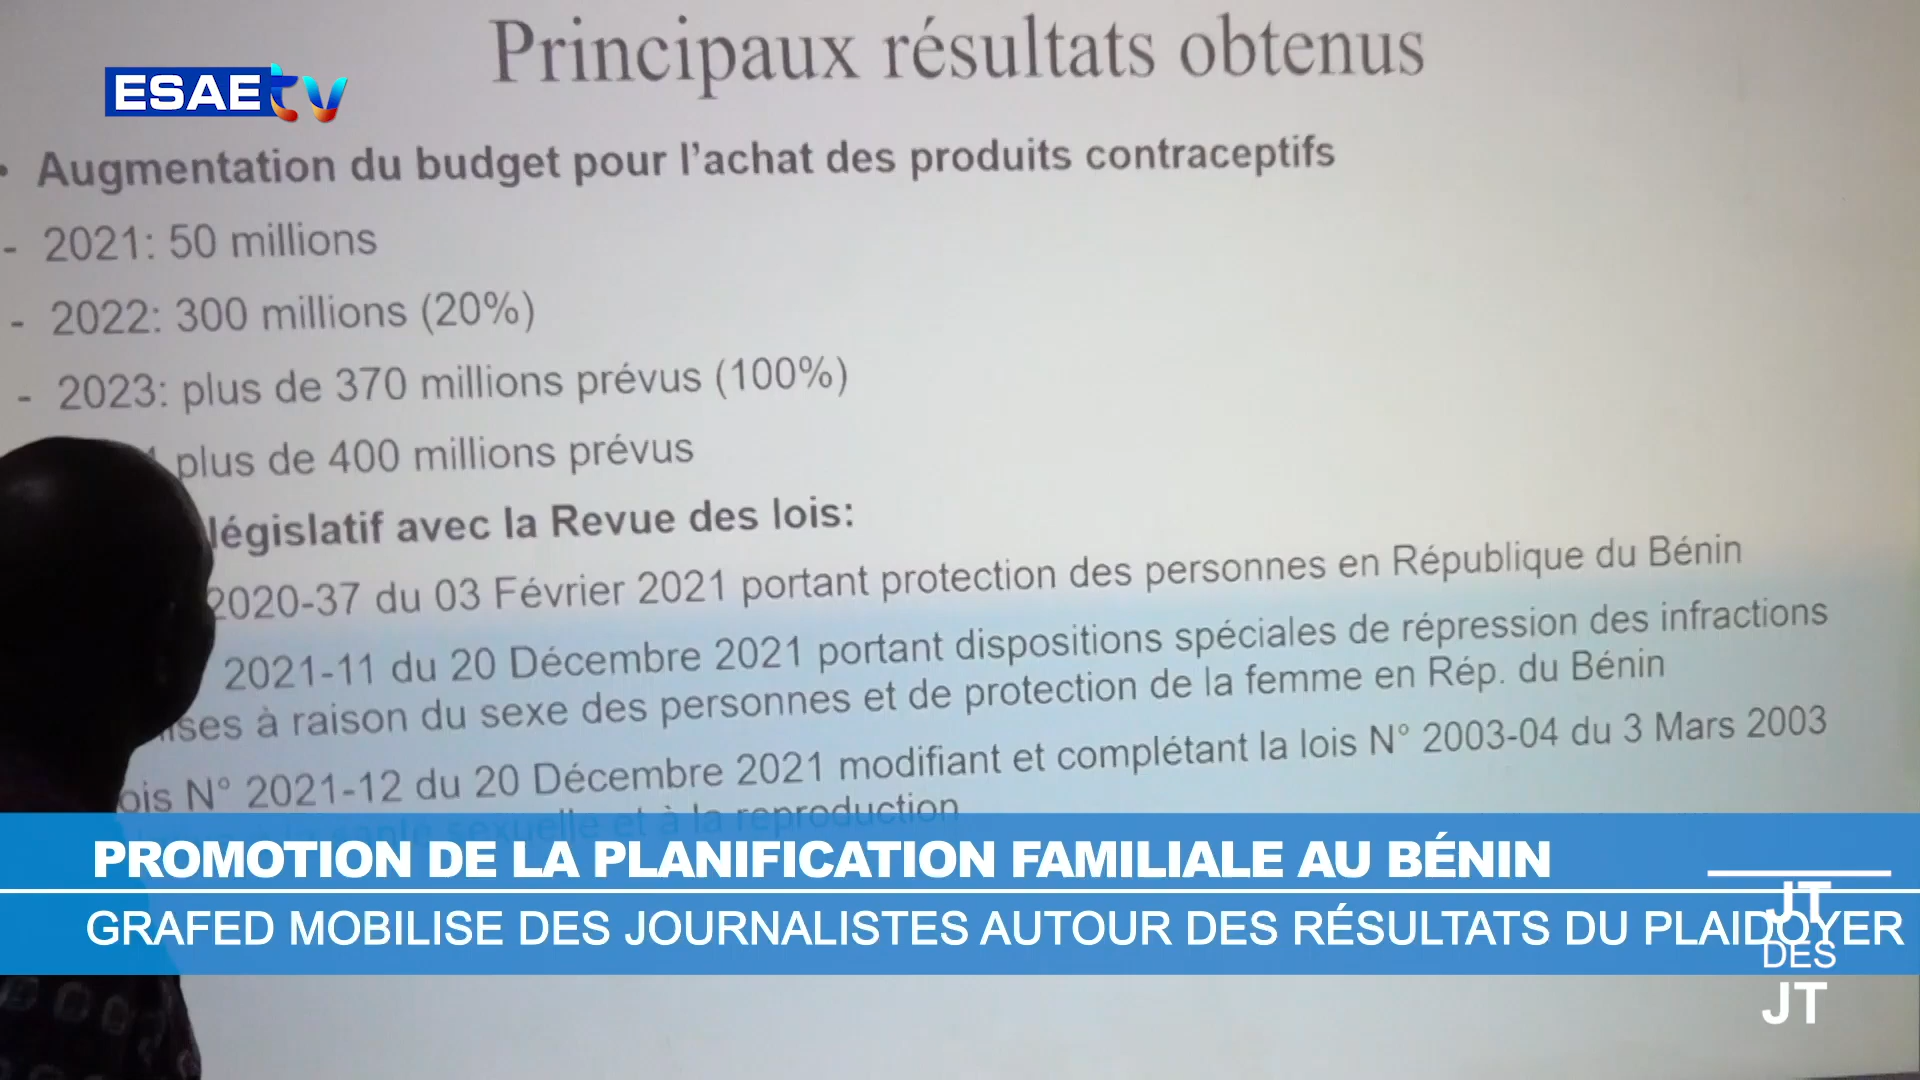 Principaux résultats obtenus
ESAE tv
• Augmentation du budget pour l'achat des produits contraceptifs
- 2021: 50 millions
- 2022: 300 millions (20%)
- 2023: plus de 370 millions prévus (100%)
plus de 400 millions prévus
législatif avec la Revue des lois:
2020-37 du 03 Février 2021 portant protection des personnes en République du Bénin
2021-11 du 20 Décembre 2021 portant dispositions spéciales de répression des infractions
à raison du sexe des personnes et de protection de la femme en Rép. du Bénin
N° 2021-12 du 20 Décembre 2021 modifiant et complétant la lois N° 2003-04 du 3 Mars 2003
la santé sexuelle et à la reproduction
PROMOTION DE LA PLANIFICATION FAMILIALE AU BÉNIN
GRAFED MOBILISE DES JOURNALISTES AUTOUR DES RÉSULTATS DU PLAIDOYER
JT
DES
JT